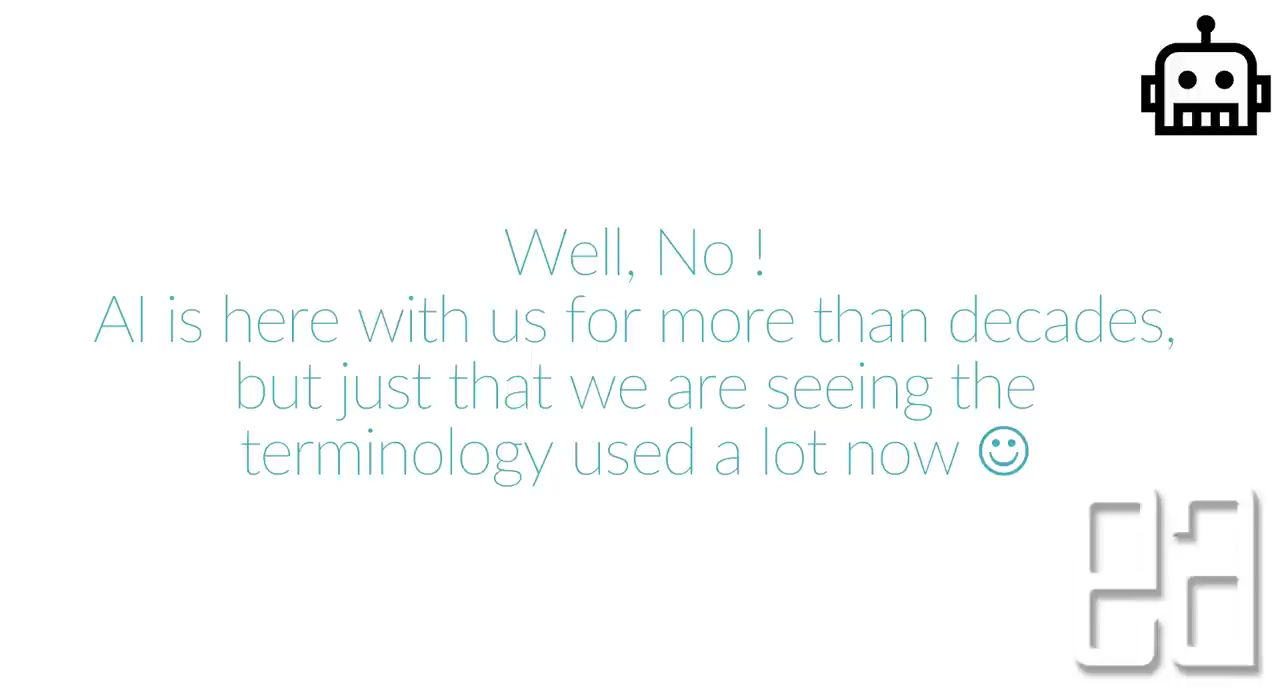 Well, No !
AI is here with us for more than decades,
but just that we are seeing the
terminology used a lot now ☺
ea